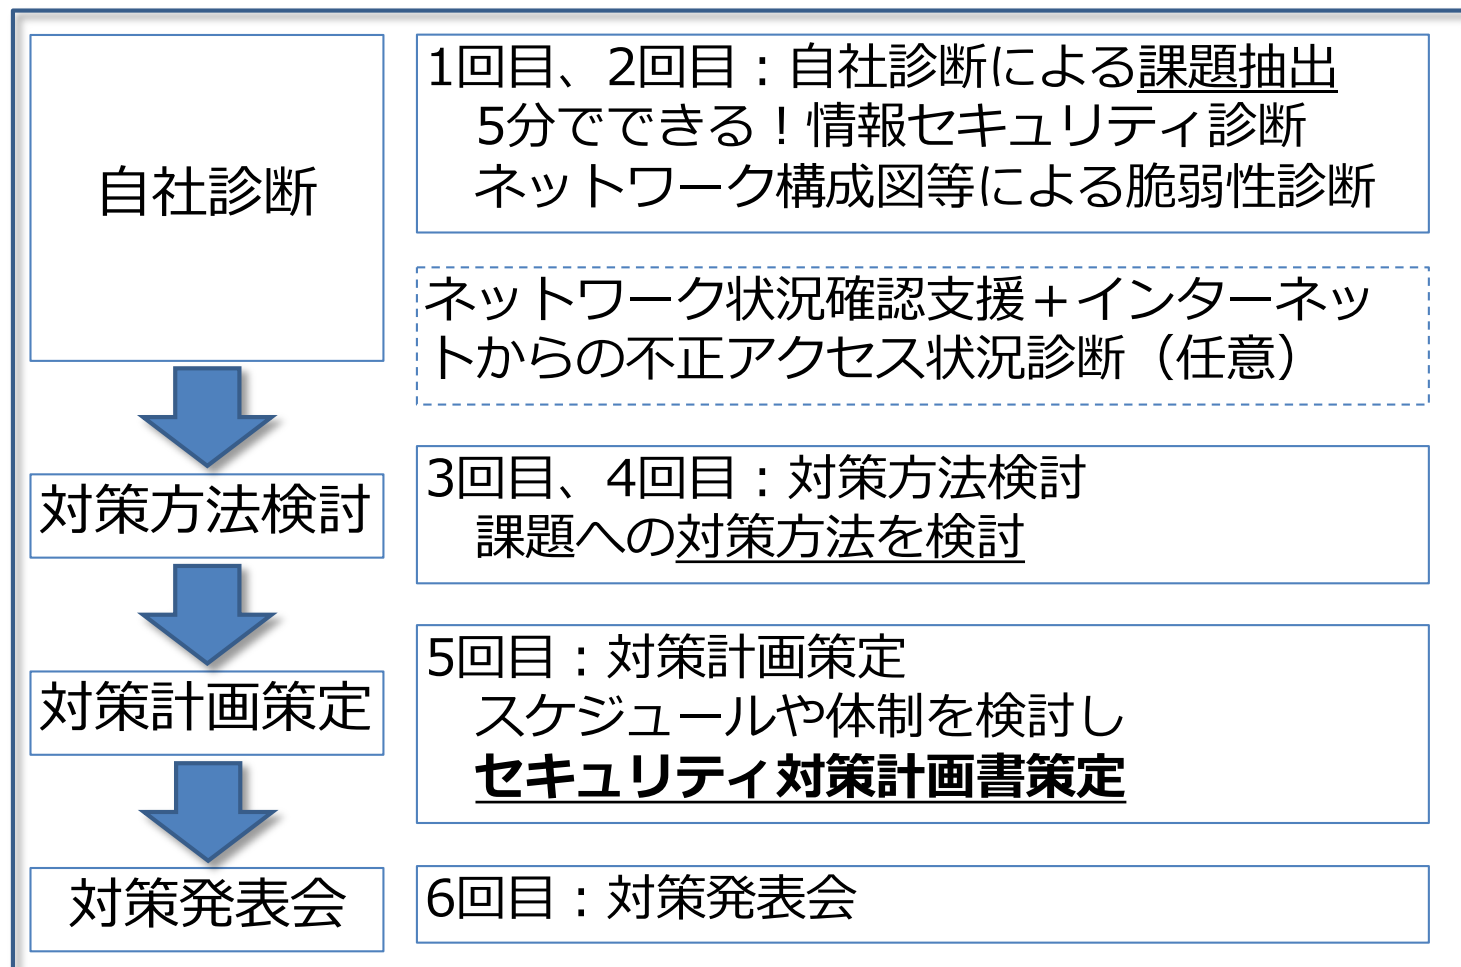 自社診断
1回目、2回目：自社診断による課題抽出
5分でできる！情報セキュリティ診断
ネットワーク構成図等による脆弱性診断
ネットワーク状況確認支援＋インターネッ
トからの不正アクセス状況診断（任意）
対策方法検討
3回目、4回目：対策方法検討
課題への対策方法を検討
対策計画策定
5回目：対策計画策定
スケジュールや体制を検討し
セキュリティ対策計画書策定
対策発表会
6回目：対策発表会